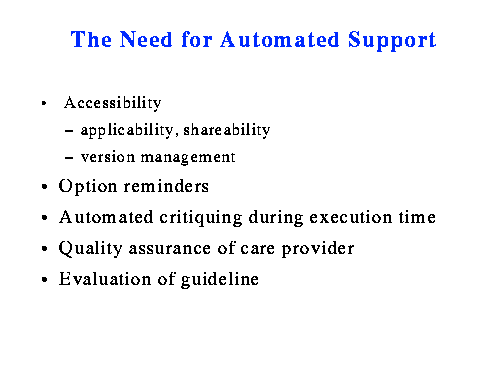 The Need for Automated Support
• Accessibility
– applicability, shareability
– version management
• Option reminders
• Automated critiquing during execution time
• Quality assurance of care provider
• Evaluation of guideline